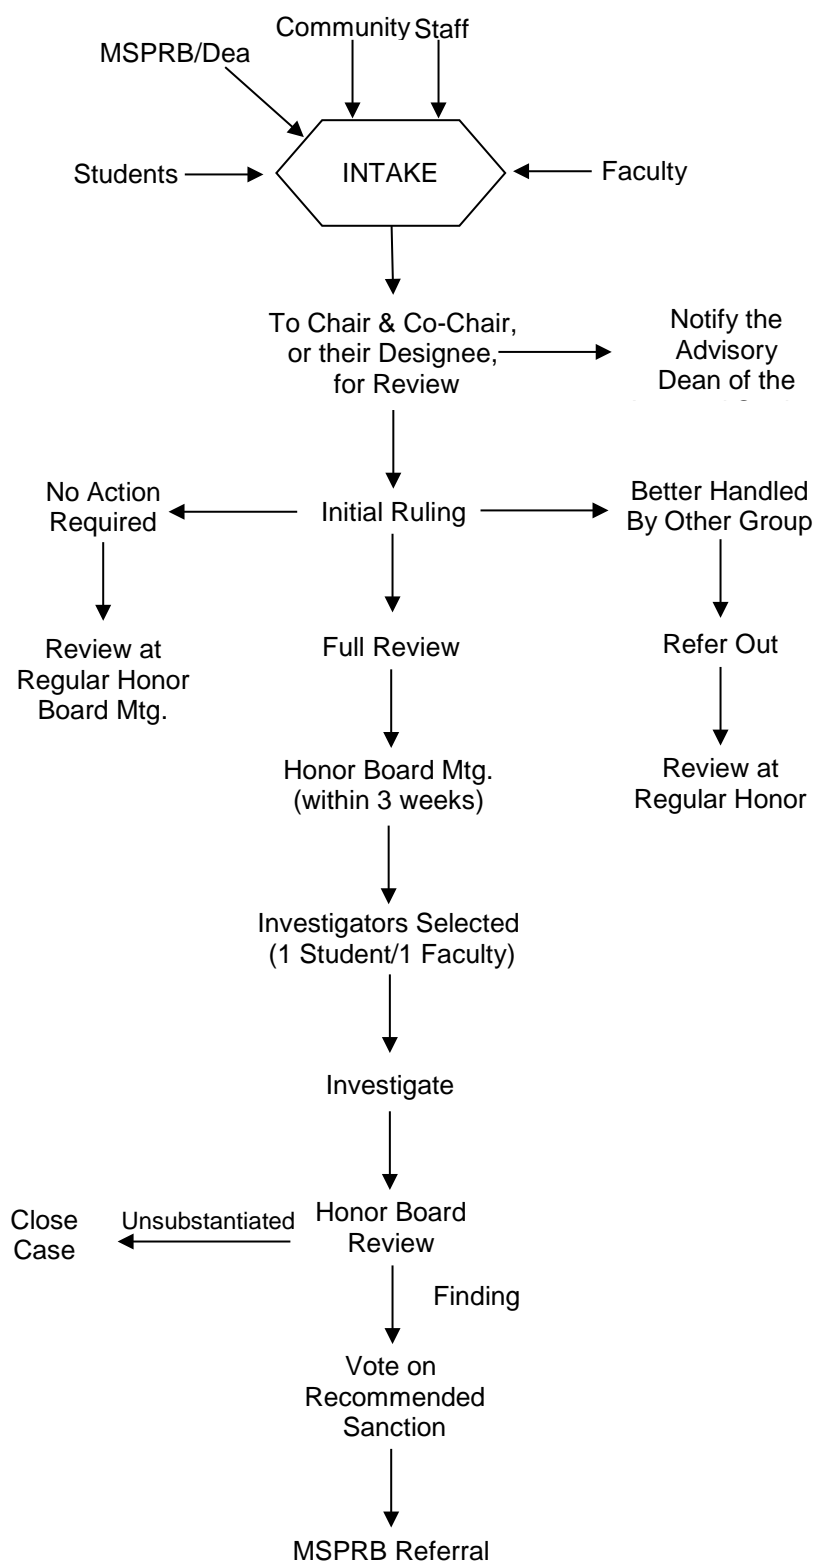 Community
Staff
MSPRB/Dea
Students
INTAKE
Faculty
To Chair & Co-Chair,
or their Designee,
for Review
Notify the
Advisory
Dean of the
No Action
Required
Initial Ruling
Better Handled
By Other Group
Review at
Regular Honor
Board Mtg.
Full Review
Refer Out
Honor Board Mtg.
(within 3 weeks)
Review at
Regular Honor
Investigators Selected
(1 Student/1 Faculty)
Investigate
Close
Case
Unsubstantiated
Honor Board
Review
Finding
Vote on
Recommended
Sanction
MSPRB Referral